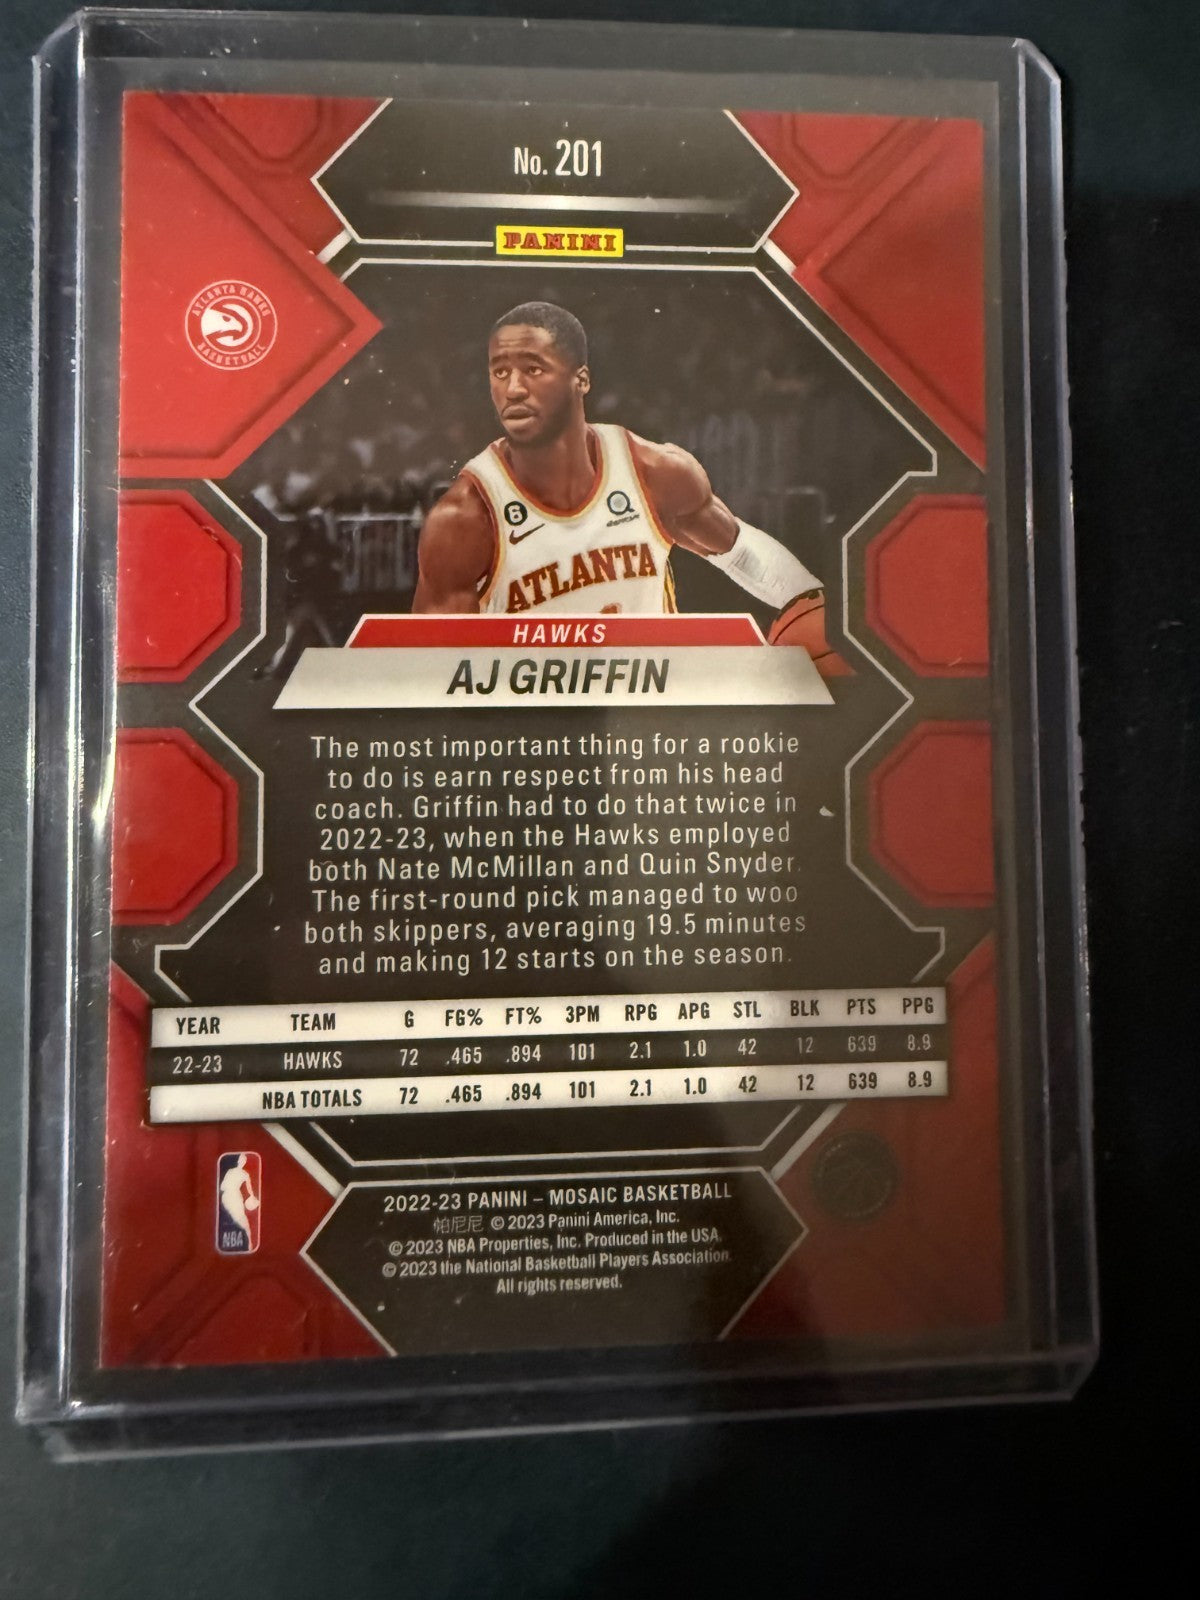 No. 201
PANINI
ATLANTA HAWKS
BASKETBALL
6
ATLANTA
HAWKS
AJ GRIFFIN
The most important thing for a rookie
to do is earn respect from his head
coach. Griffin had to do that twice in
2022-23, when the Hawks employed
both Nate McMillan and Quin Snyder.
The first-round pick managed to woo
both skippers, averaging 19.5 minutes
and making 12 starts on the season.
YEAR TEAM G FG% FT% 3PM RPG APG STL BLK PTS PPG
22-23 HAWKS 72 .465 .894 101 2.1 1.0 42 12 639 8.9
NBA TOTALS 72 .465 .894 101 2.1 1.0 42 12 639 8.9
NBA
2022-23 PANINI – MOSAIC BASKETBALL
帕尼尼 © 2023 Panini America, Inc.
© 2023 NBA Properties, Inc. Produced in the USA.
© 2023 the National Basketball Players Association.
All rights reserved.